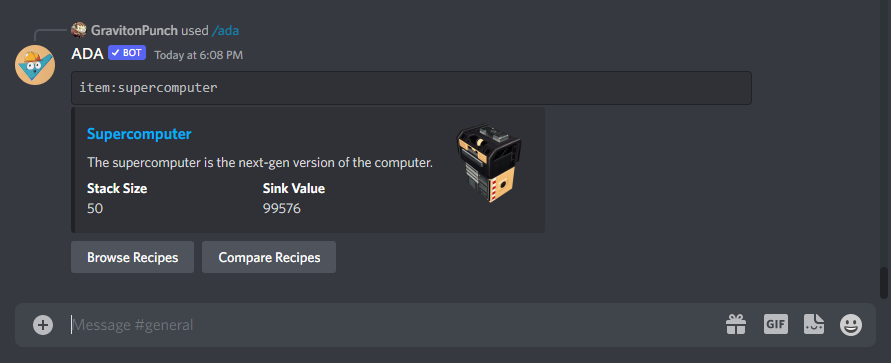 GravitonPunch used /ada
ADA ✓ BOT Today at 6:08 PM
item:supercomputer
Supercomputer
The supercomputer is the next-gen version of the computer.
Stack Size Sink Value
50 99576
Browse Recipes Compare Recipes
Message #general GIF